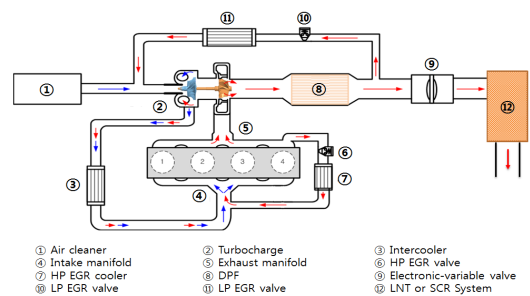 ⑪
⑩
①
②
⑧
⑨
⑫
⑤
⑥
1 2 3 4
③
④
⑦
① Air cleaner ② Turbocharge ③ Intercooler
④ Intake manifold ⑤ Exhaust manifold ⑥ HP EGR valve
⑦ HP EGR cooler ⑧ DPF ⑨ Electronic-variable valve
⑩ LP EGR valve ⑪ LP EGR valve ⑫ LNT or SCR System